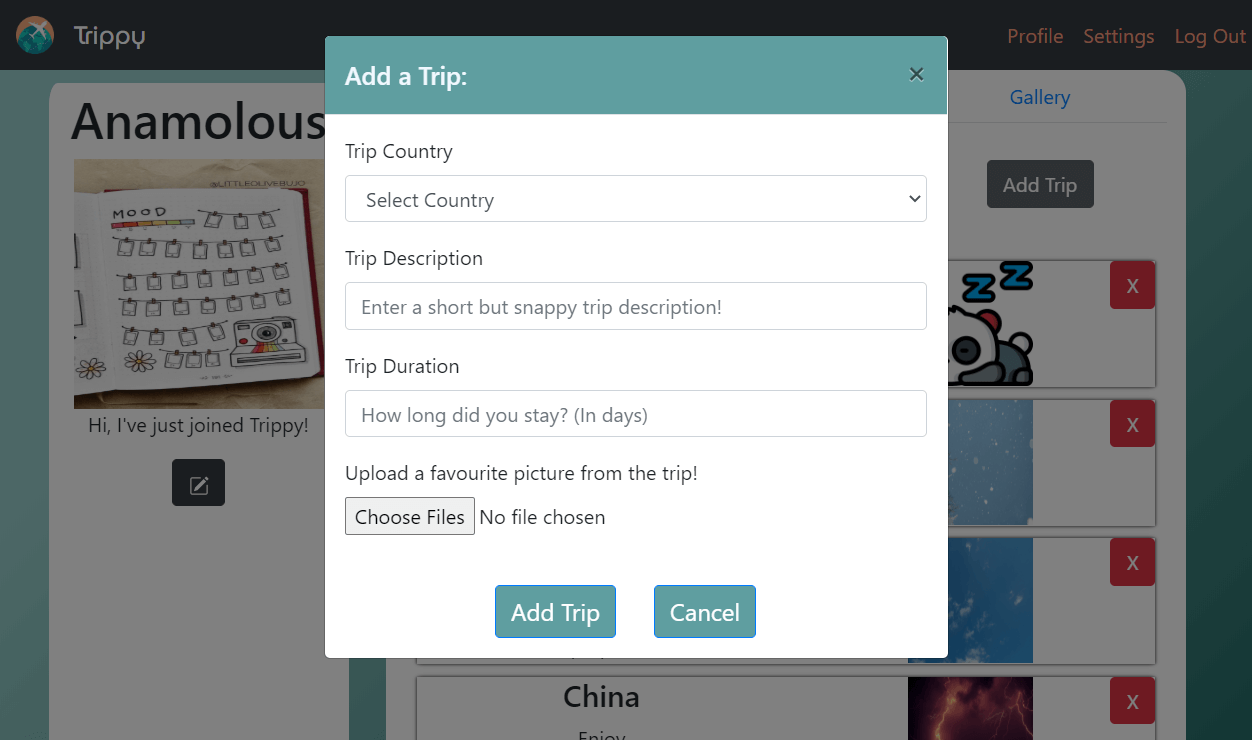 Trippy
Profile Settings Log Out
Add a Trip:
×
Gallery
Anamolous
Trip Country
Select Country
Add Trip
@LITTLEOLIVEBUJO
MOOD
Trip Description
Enter a short but snappy trip description!
X
Trip Duration
How long did you stay? (In days)
Hi, I've just joined Trippy!
X
Upload a favourite picture from the trip!
Choose Files No file chosen
X
Add Trip Cancel
China
X
Enjoy